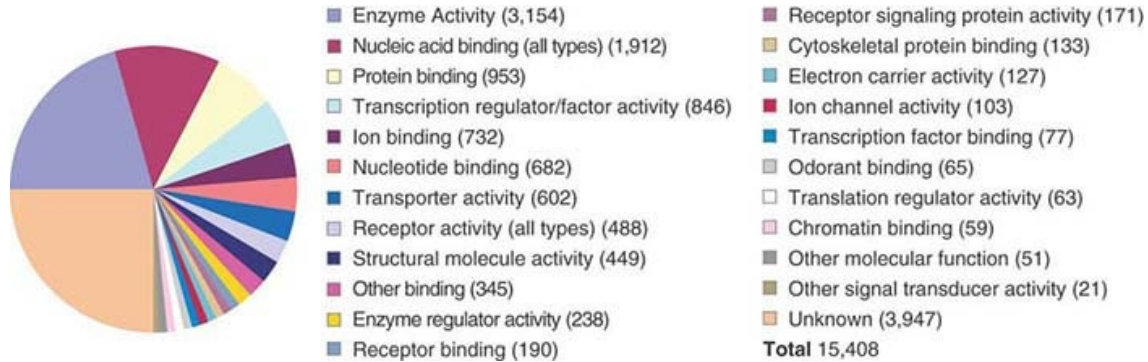 Enzyme Activity (3,154)
Nucleic acid binding (all types) (1,912)
Protein binding (953)
Transcription regulator/factor activity (846)
Ion binding (732)
Nucleotide binding (682)
Transporter activity (602)
Receptor activity (all types) (488)
Structural molecule activity (449)
Other binding (345)
Enzyme regulator activity (238)
Receptor binding (190)
Receptor signaling protein activity (171)
Cytoskeletal protein binding (133)
Electron carrier activity (127)
Ion channel activity (103)
Transcription factor binding (77)
Odorant binding (65)
Translation regulator activity (63)
Chromatin binding (59)
Other molecular function (51)
Other signal transducer activity (21)
Unknown (3,947)
Total 15,408